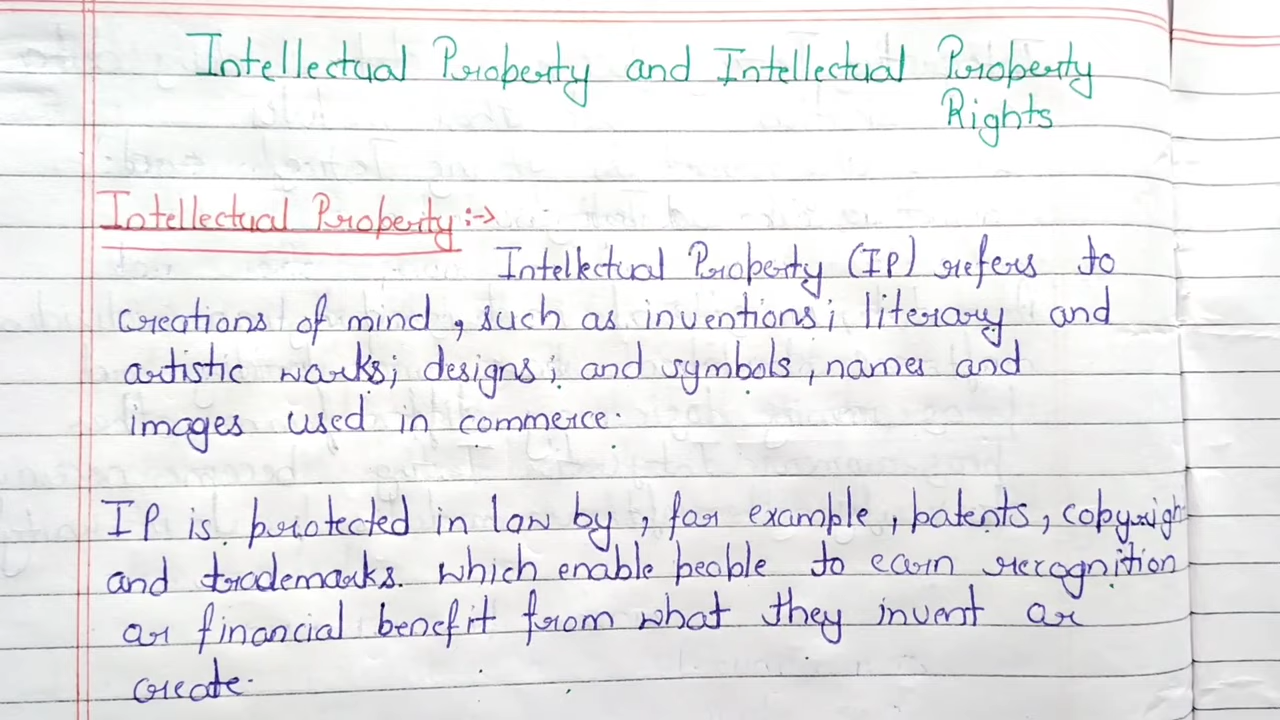 Intellectual Property and Intellectual Property
Rights
Intellectual Property :→
Intellectual Property (IP) refers to
creations of mind, such as inventions; literary and
artistic works; designs; and symbols, names and
images used in commerce.
IP is protected in law by, for example, patents, copyrigh
and trademarks. which enable people to earn recognition
or financial benefit from what they invent or
create.